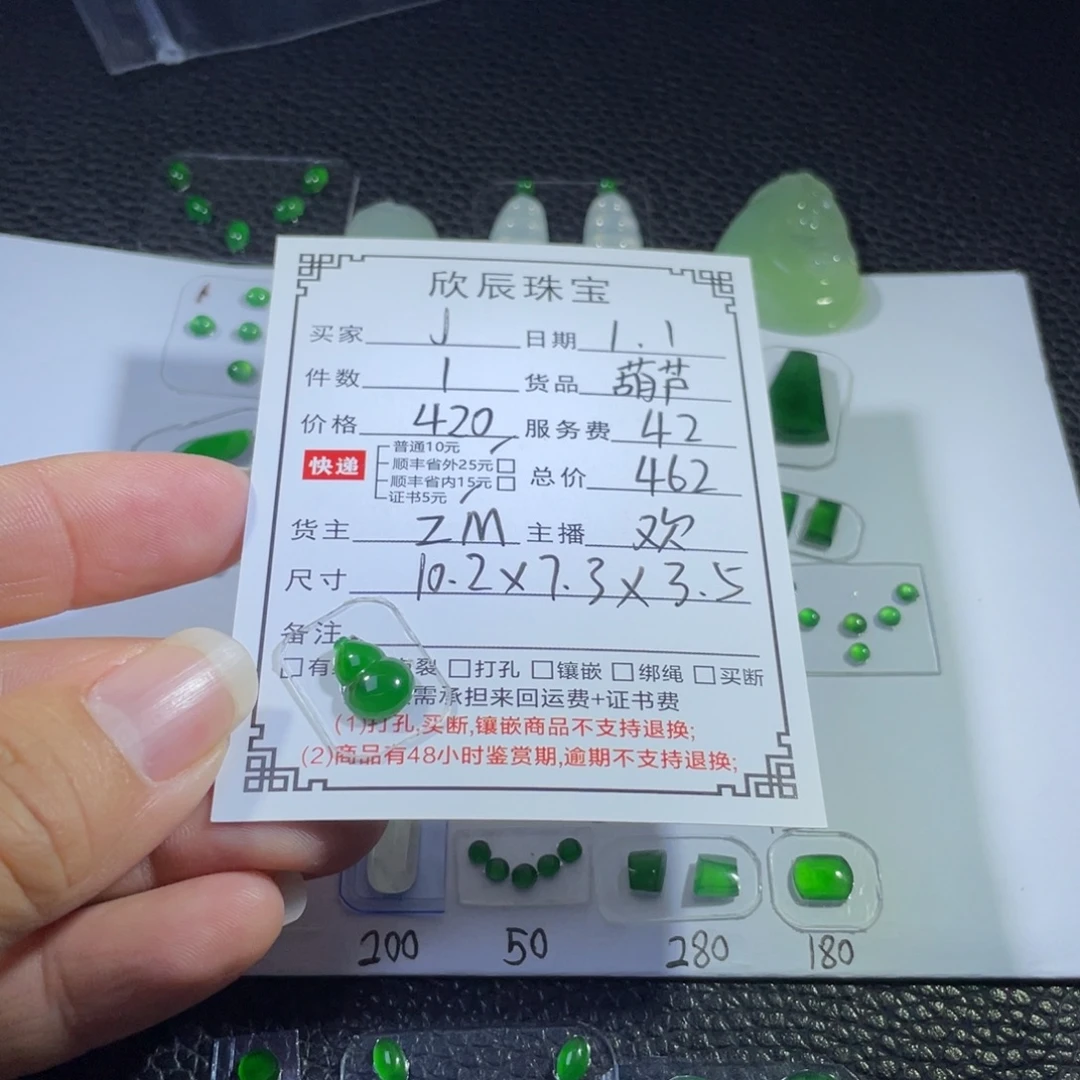 欣辰珠宝
买家 J 日期 1.1
件数 1 货品 葫芦
价格 420 服务费 42
快递 普通10元
顺丰省外25元□ 总价 462
顺丰省内15元□
证书5元
货主 ZM 主播 欢
尺寸 10.2×7.3×3.5
备注
□有 裂 □打孔 □镶嵌 □绑绳 □买断
需承担来回运费+证书费
(1)打孔,买断,镶嵌商品不支持退换;
(2)商品有48小时鉴赏期,逾期不支持退换;
200 50 280 180